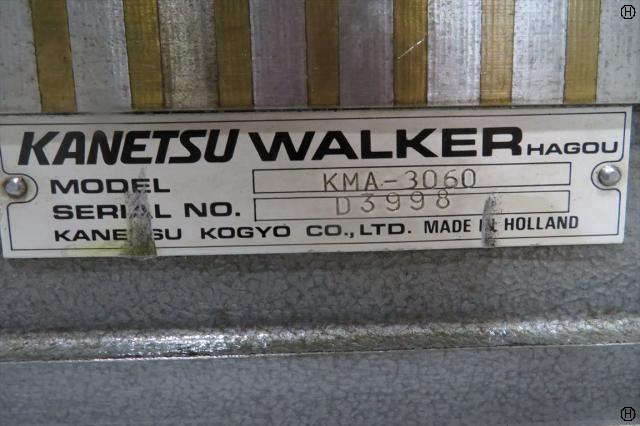 KANETSU WALKER HAGOU
MODEL KMA-3060
SERIAL NO. D3998
KANETSU KOGYO CO., LTD. MADE IN HOLLAND
H
H